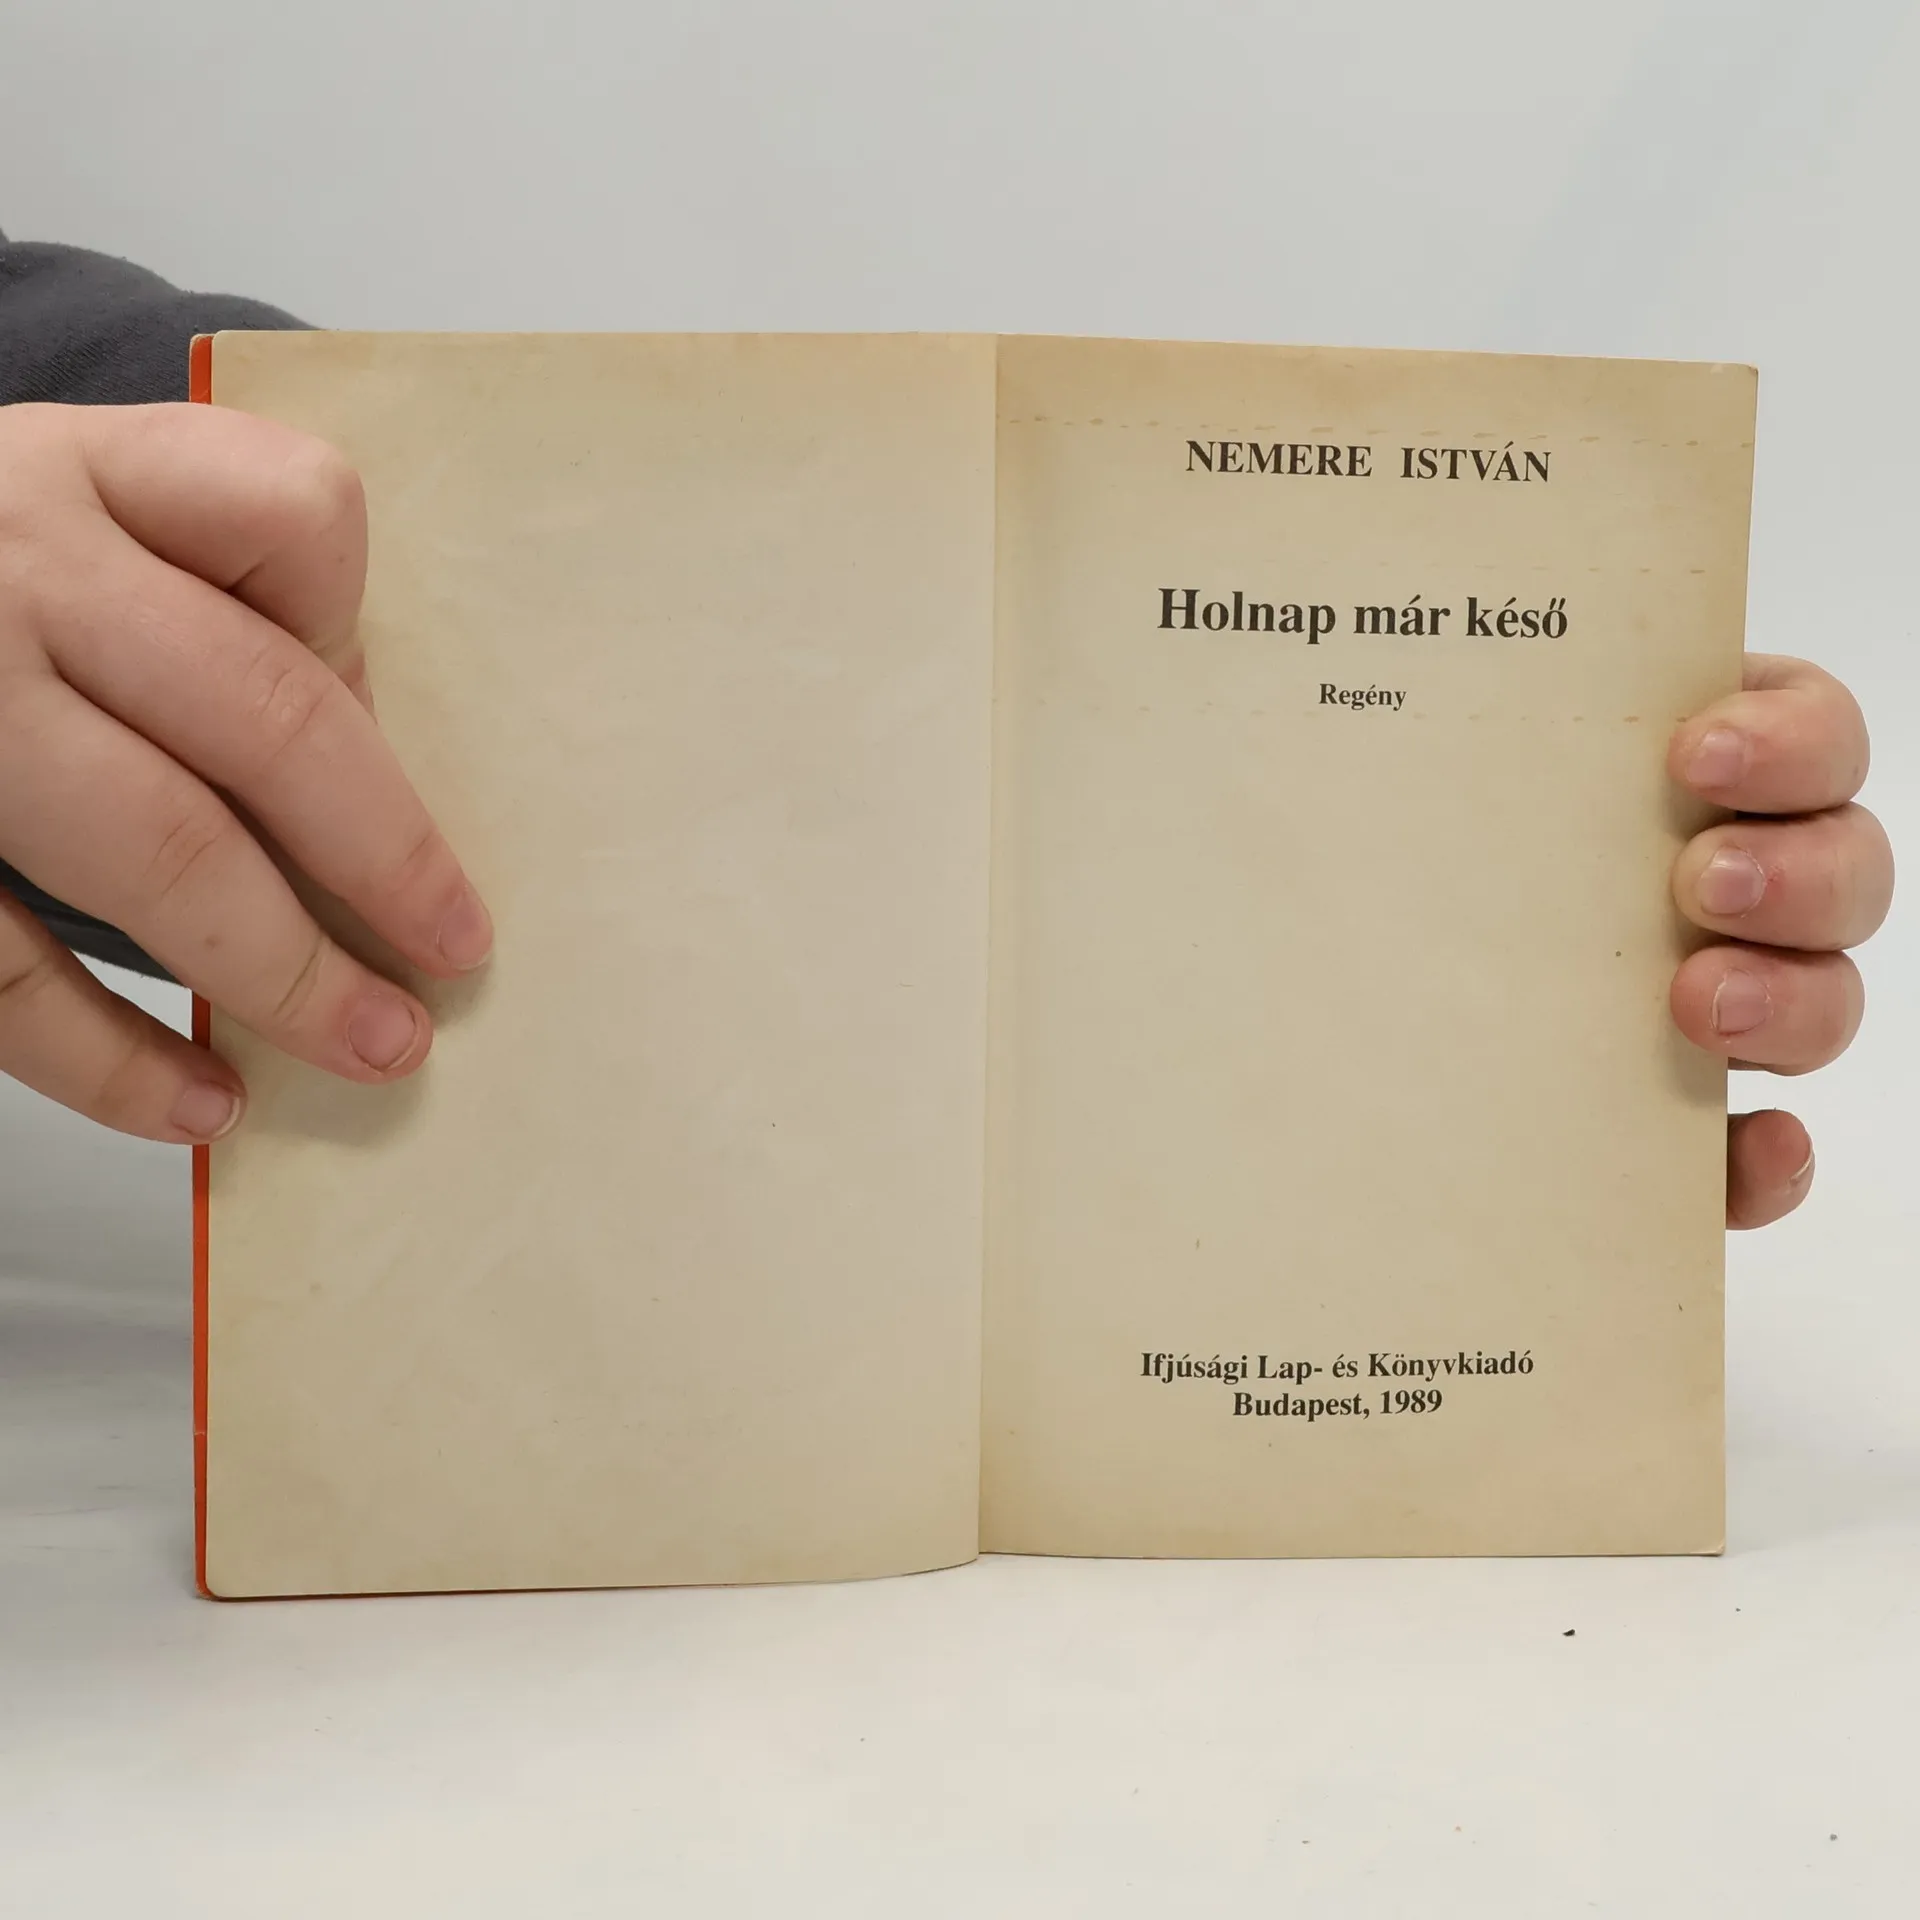 NEMERE ISTVÁN
Holnap már késő
Regény
Ifjúsági Lap- és Könyvkiadó
Budapest, 1989